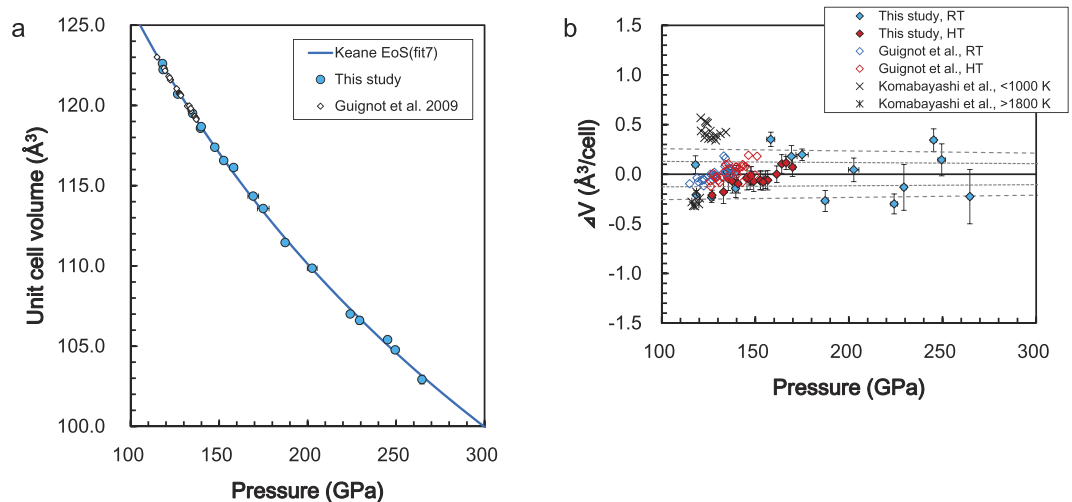 a
125.0
120.0
115.0
110.0
105.0
100.0
Unit cell volume (Å³)
Keane EoS(fit7)
This study
Guignot et al. 2009
100 150 200 250 300
Pressure (GPa)
b
1.5
1.0
0.5
0.0
-0.5
-1.0
-1.5
⊿V (Å³/cell)
This study, RT
This study, HT
Guignot et al., RT
Guignot et al., HT
Komabayashi et al., <1000 K
Komabayashi et al., >1800 K
100 150 200 250 300
Pressure (GPa)